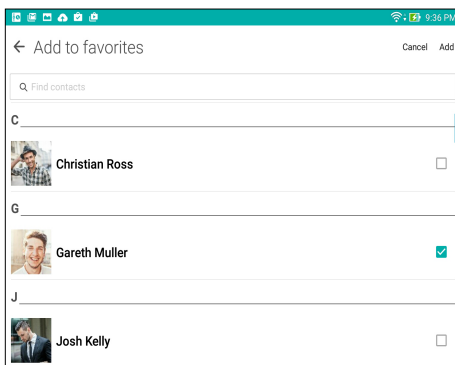 9:36 PM
Add to favorites
Cancel Add
Find contacts
C
Christian Ross
G
Gareth Muller
J
Josh Kelly